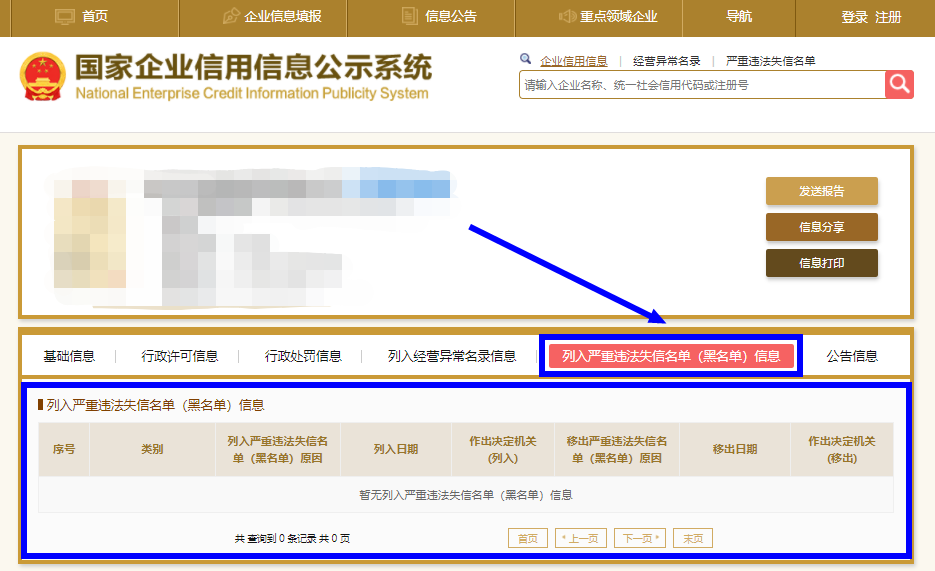 首页 企业信息填报 信息公告 重点领域企业 导航 登录 注册
国家企业信用信息公示系统
National Enterprise Credit Information Publicity System
企业信用信息 | 经营异常名录 | 严重违法失信名单
请输入企业名称、统一社会信用代码或注册号
发送报告
信息分享
信息打印
基础信息 | 行政许可信息 | 行政处罚信息 | 列入经营异常名录信息 | 列入严重违法失信名单（黑名单）信息 公告信息
列入严重违法失信名单（黑名单）信息
序号 类别 列入严重违法失信名单（黑名单）原因 列入日期 作出决定机关(列入) 移出严重违法失信名单（黑名单）原因 移出日期 作出决定机关(移出)
暂无列入严重违法失信名单（黑名单）信息
共 查询到 0 条记录 共 0 页 首页 上一页 下一页 末页